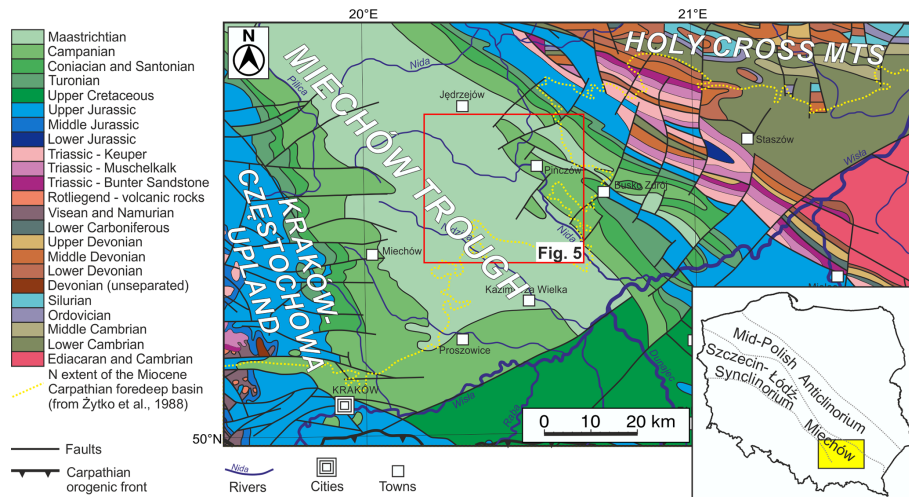 20°E
21°E
Maastrichtian
Campanian
Coniacian and Santonian
Turonian
Upper Cretaceous
Upper Jurassic
Middle Jurassic
Lower Jurassic
Triassic - Keuper
Triassic - Muschelkalk
Triassic - Bunter Sandstone
Rotliegend - volcanic rocks
Visean and Namurian
Lower Carboniferous
Upper Devonian
Middle Devonian
Lower Devonian
Devonian (unseparated)
Silurian
Ordovician
Middle Cambrian
Lower Cambrian
Ediacaran and Cambrian
N extent of the Miocene
Carpathian foredeep basin
(from Żytko et al., 1988)
Faults
Carpathian
orogenic front
N
HOLY CROSS MTS
MIECHÓW TROUGH
KRAKÓW-
CZĘSTOCHOWA
UPLAND
Pilica
Nida
Jędrzejów
Staszów
Wisła
Pińczów
Busko Zdrój
Nida
Fig. 5
Miechów
Kazimierza Wielka
Proszowice
KRAKÓW
Wisła
Raba
Dunajec
50°N
0 10 20 km
Mid-Polish Anticlinorium
Szczecin-Łódź-
Synclinorium
Miechów
Nida
Rivers
Cities
Towns